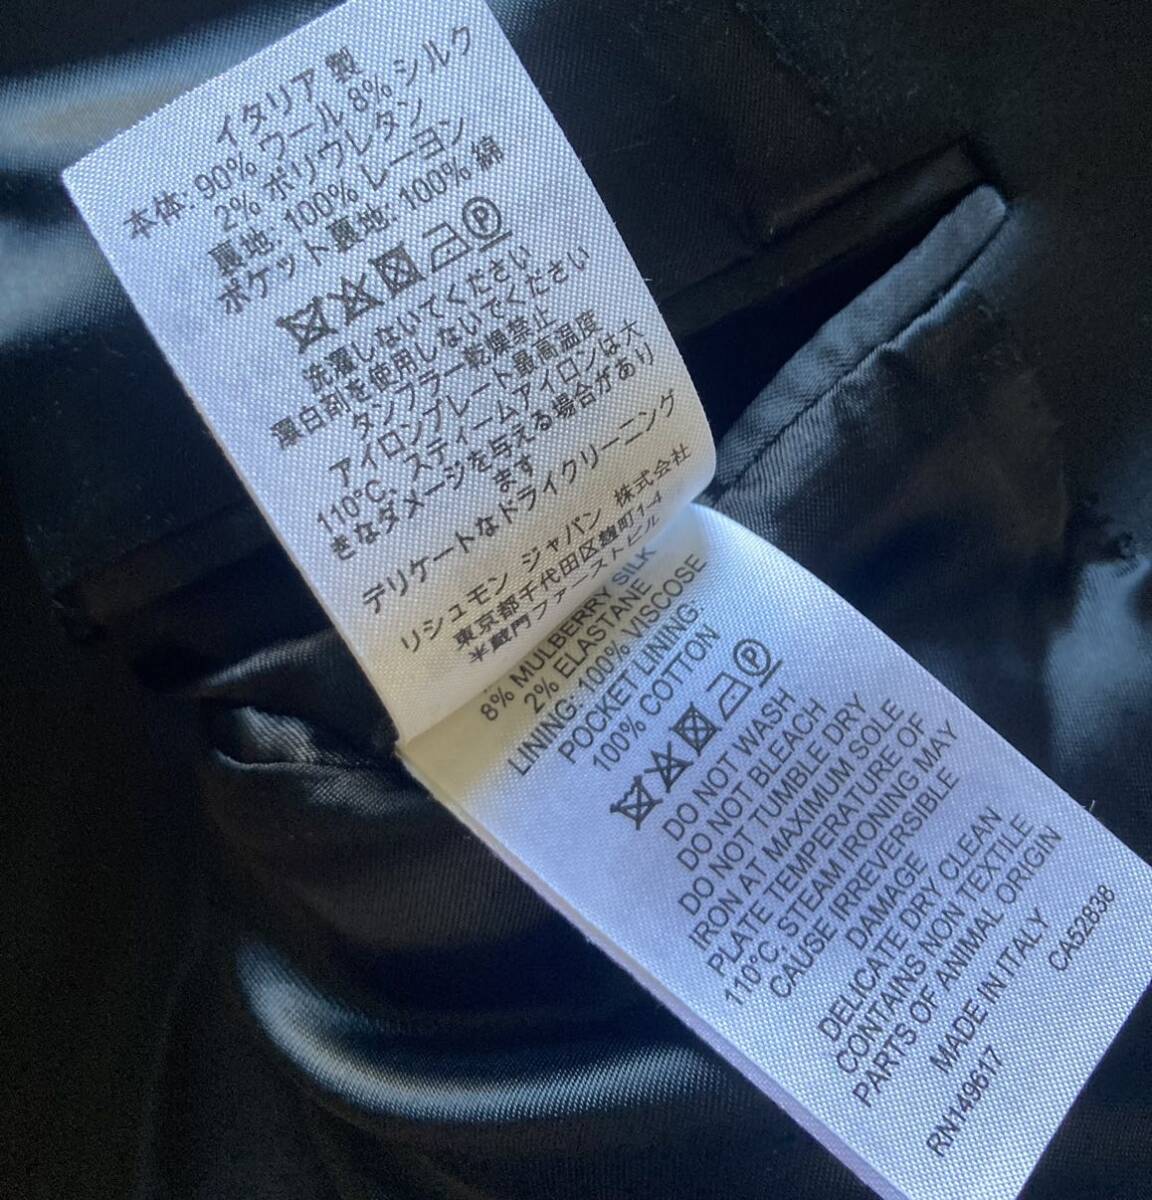 イタリア製
本体: 90% ウール 8% シルク
2% ポリウレタン
裏地: 100% レーヨン
ポケット裏地: 100% 綿
洗濯しないでください
漂白剤を使用しないでください
タンブラー乾燥禁止
アイロンプレート最高温度
110°C, スティームアイロンは大
きなダメージを与える場合があり
ます
デリケートなドライクリーニング
リシュモン ジャパン 株式会社
東京都千代田区麹町1-4
半蔵門ファーストビル
8% MULBERRY SILK
2% ELASTANE
LINING: 100% VISCOSE
POCKET LINING:
100% COTTON
DO NOT WASH
DO NOT BLEACH
DO NOT TUMBLE DRY
IRON AT MAXIMUM SOLE
PLATE TEMPERATURE OF
110°C, STEAM IRONING MAY
CAUSE IRREVERSIBLE
DAMAGE
DELICATE DRY CLEAN
CONTAINS NON TEXTILE
PARTS OF ANIMAL ORIGIN
MADE IN ITALY
CA52838
RN149617